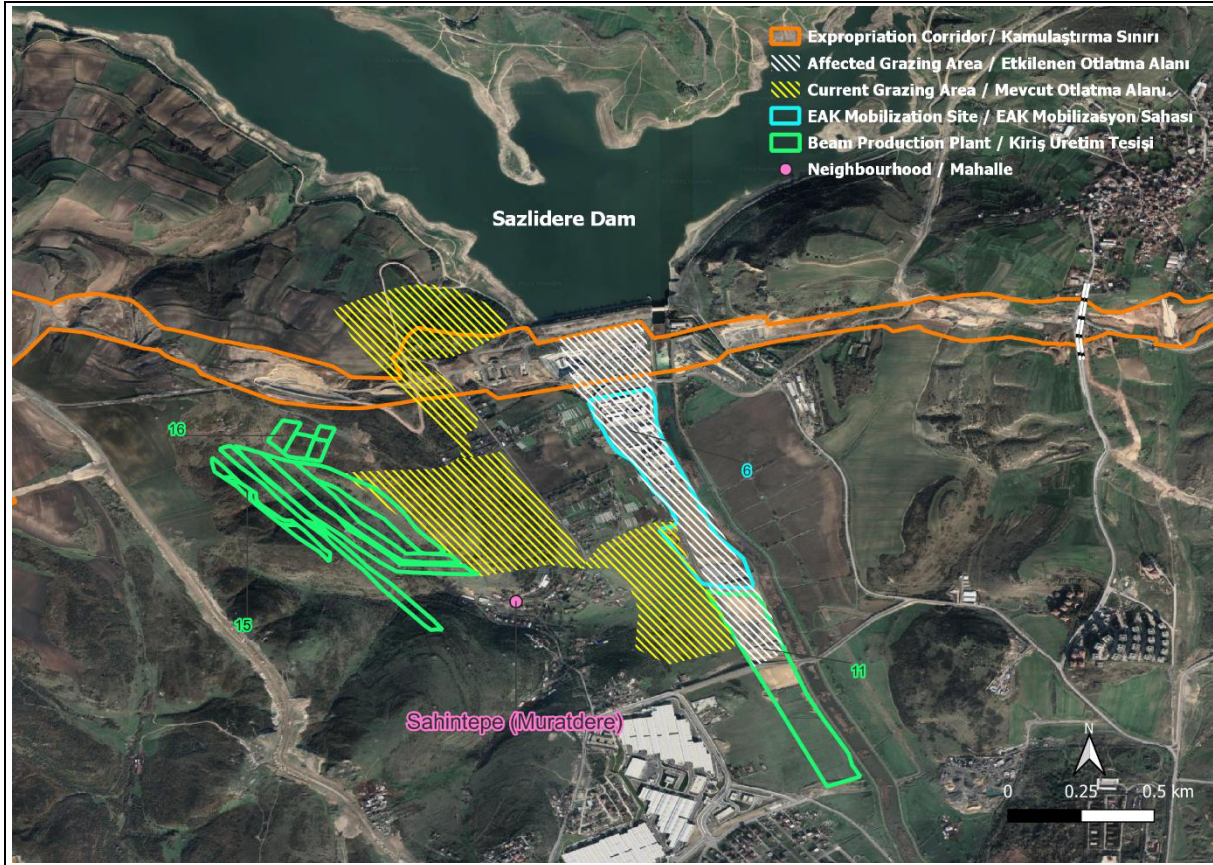 Expropriation Corridor/ Kamulaştırma Sınırı
Affected Grazing Area / Etkilenen Otlatma Alanı
Current Grazing Area / Mevcut Otlatma Alanı
EAK Mobilization Site / EAK Mobilizasyon Sahası
Beam Production Plant / Kiriş Üretim Tesisi
Neighbourhood / Mahalle
Sazlidere Dam
16
6
15
11
Sahintepe (Muratdere)
N
0 0.25 0.5 km